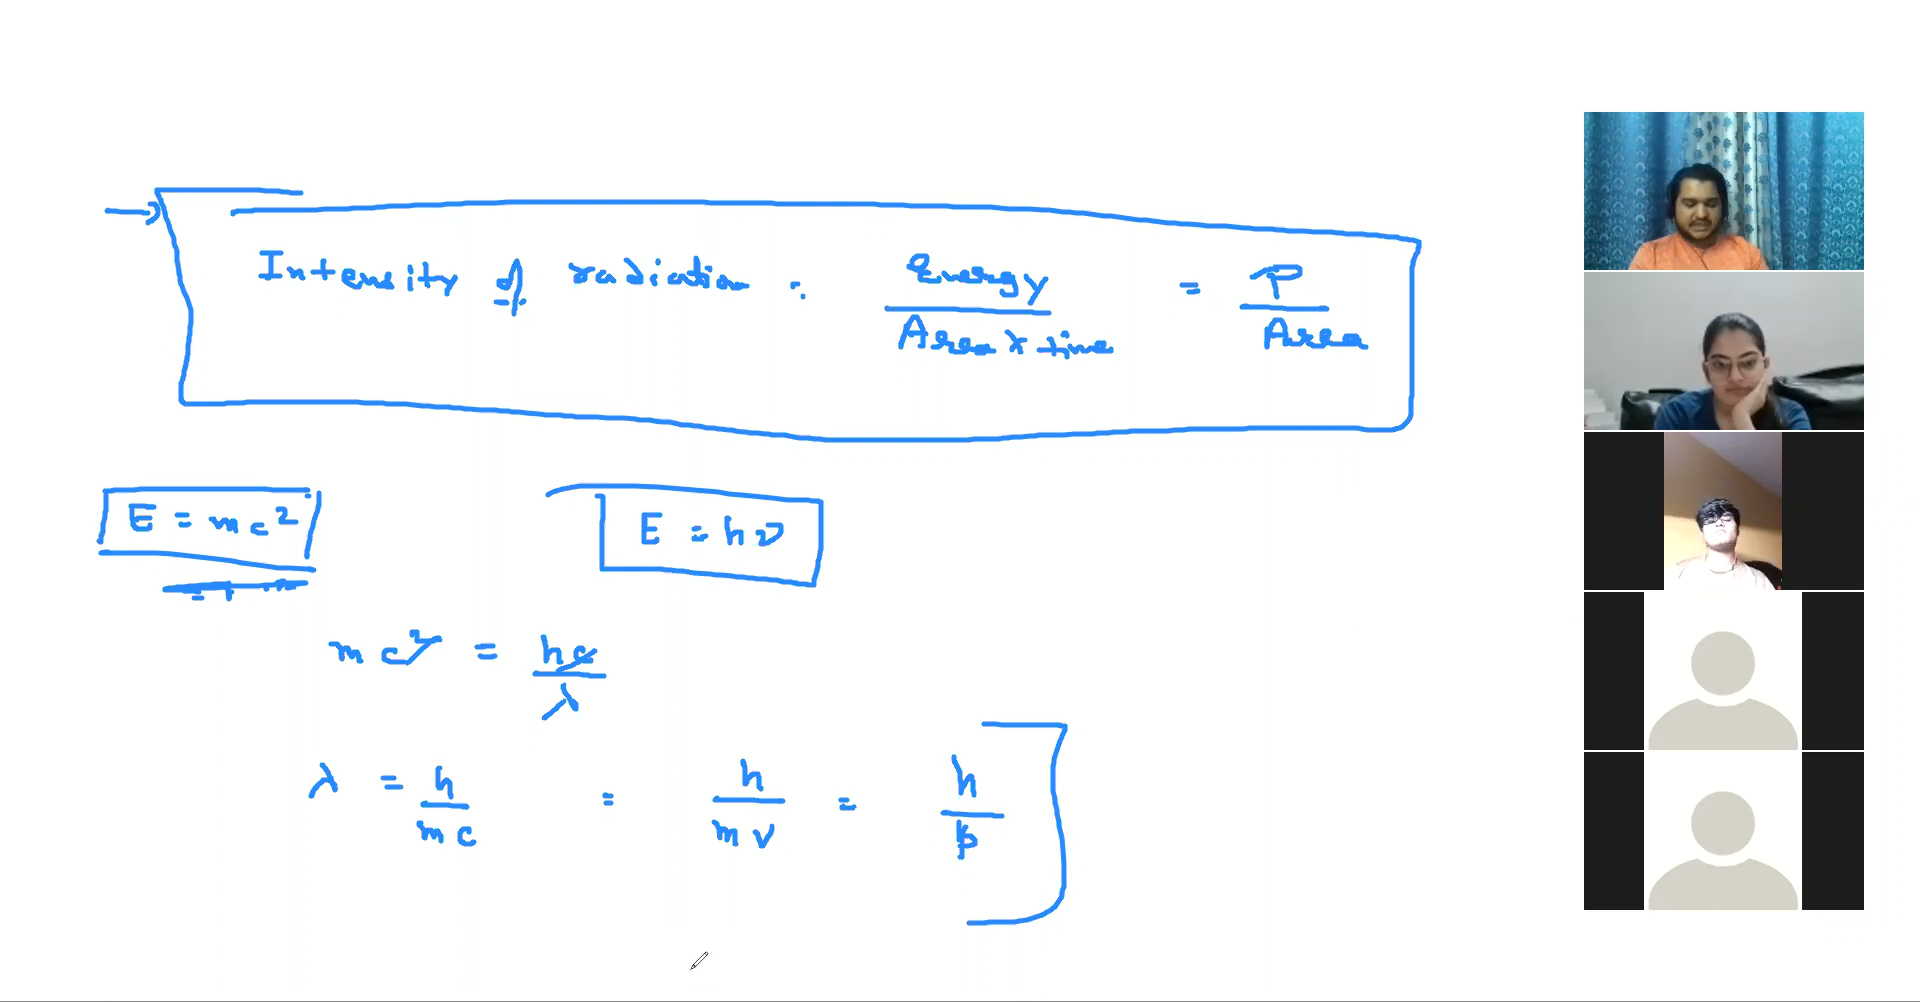 Intensity of radiation = Energy / Area x time = P / Area
E = mc²
E = hν
mc² = hc / λ
λ = h / mc = h / mv = h / p